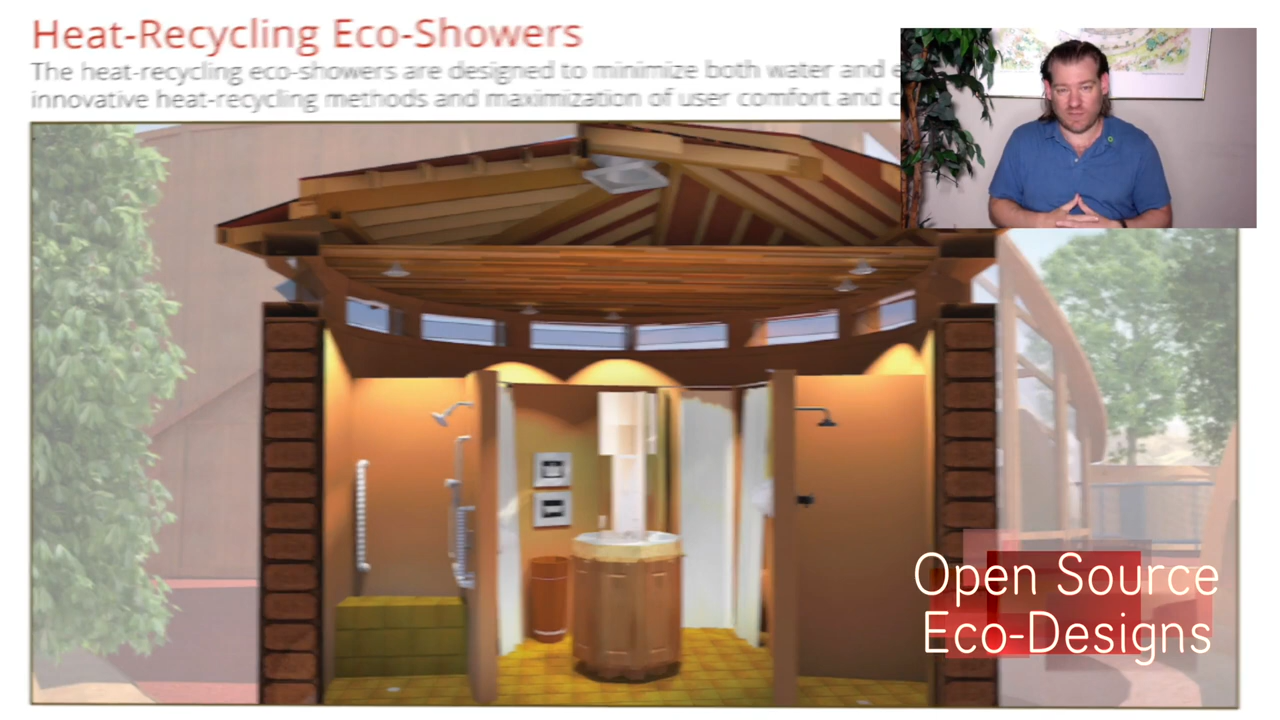 Heat-Recycling Eco-Showers
The heat-recycling eco-showers are designed to minimize both water and
innovative heat-recycling methods and maximization of user comfort and
Open Source
Eco-Designs